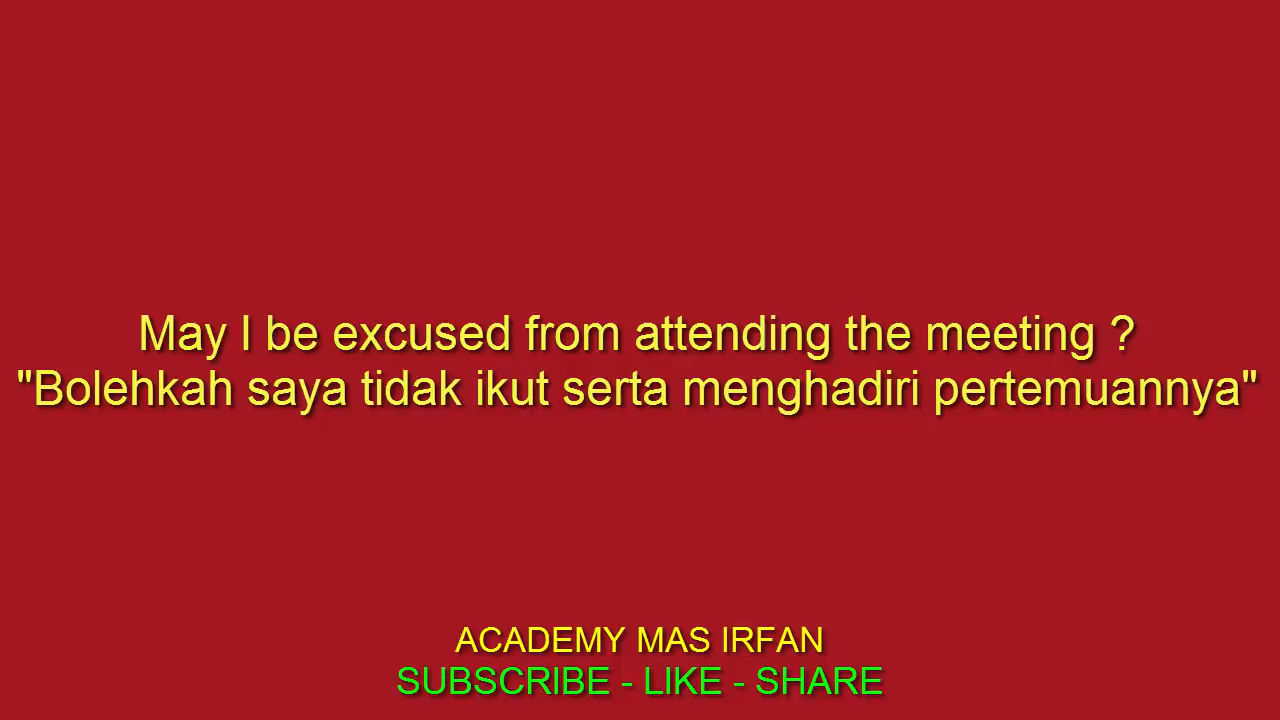 May I be excused from attending the meeting ?
"Bolehkah saya tidak ikut serta menghadiri pertemuannya"
ACADEMY MAS IRFAN
SUBSCRIBE - LIKE - SHARE